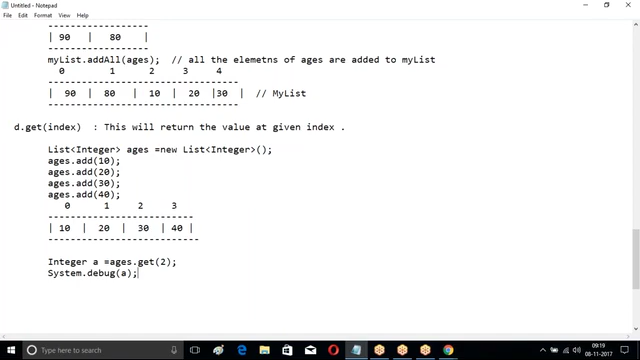 Untitled - Notepad
File Edit Format View Help
-----------------
| 90 | 80 |
-----------------
myList.addAll(ages); // all the elemetns of ages are added to myList
0 1 2 3 4
--------------------------------
| 90 | 80 | 10 | 20 |30 | // MyList
--------------------------------
d.get(index) : This will return the value at given index .
List<Integer> ages =new List<Integer>();
ages.add(10);
ages.add(20);
ages.add(30);
ages.add(40);
0 1 2 3
-------------------------
| 10 | 20 | 30 | 40 |
--------------------------
Integer a =ages.get(2);
System.debug(a);
Type here to search
09:19
08-11-2017